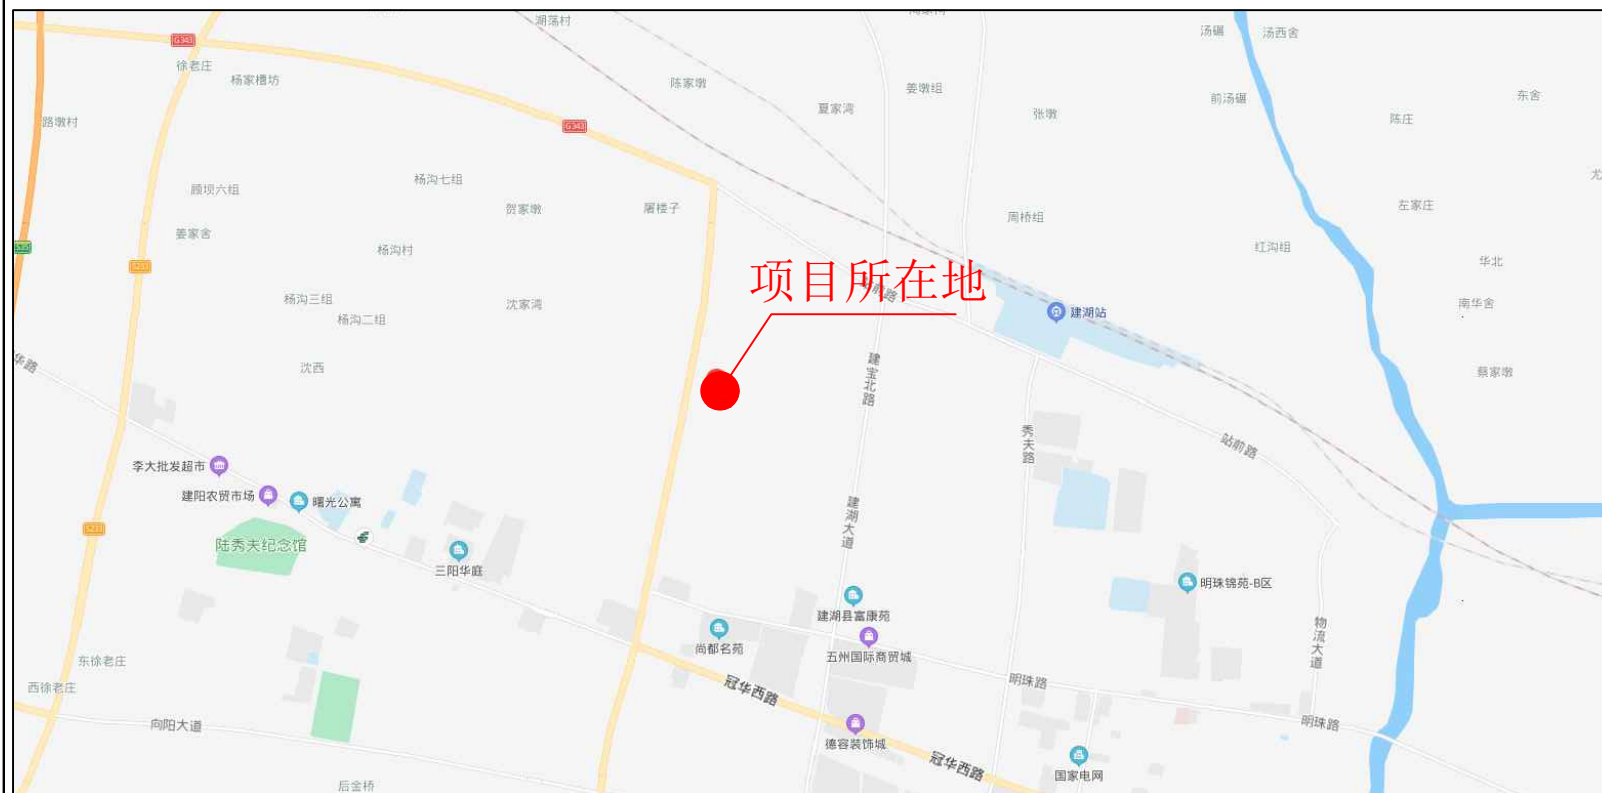 湖荡村
汤碾
汤西舍
G343
徐老庄
杨家槽坊
陈家墩
姜墩组
夏家湾
前汤碾
东舍
路墩村
张墩
陈庄
G343
杨沟七组
顾坝六组
贺家墩
屠楼子
周桥组
左家庄
姜家舍
杨沟村
红沟组
S35
华北
项目所在地
站前路
杨沟三组
沈家湾
杨沟二组
建湖站
南华舍
华路
沈西
建宝北路
蔡家墩
秀夫路
站前路
李大批发超市
建阳农贸市场
曙光公寓
建湖大道
陆秀夫纪念馆
三阳华庭
明珠锦苑-B区
建湖县富康苑
尚都名苑
五州国际商贸城
物流大道
东徐老庄
西徐老庄
冠华西路
明珠路
向阳大道
明珠路
德容装饰城
冠华西路
国家电网
后金桥